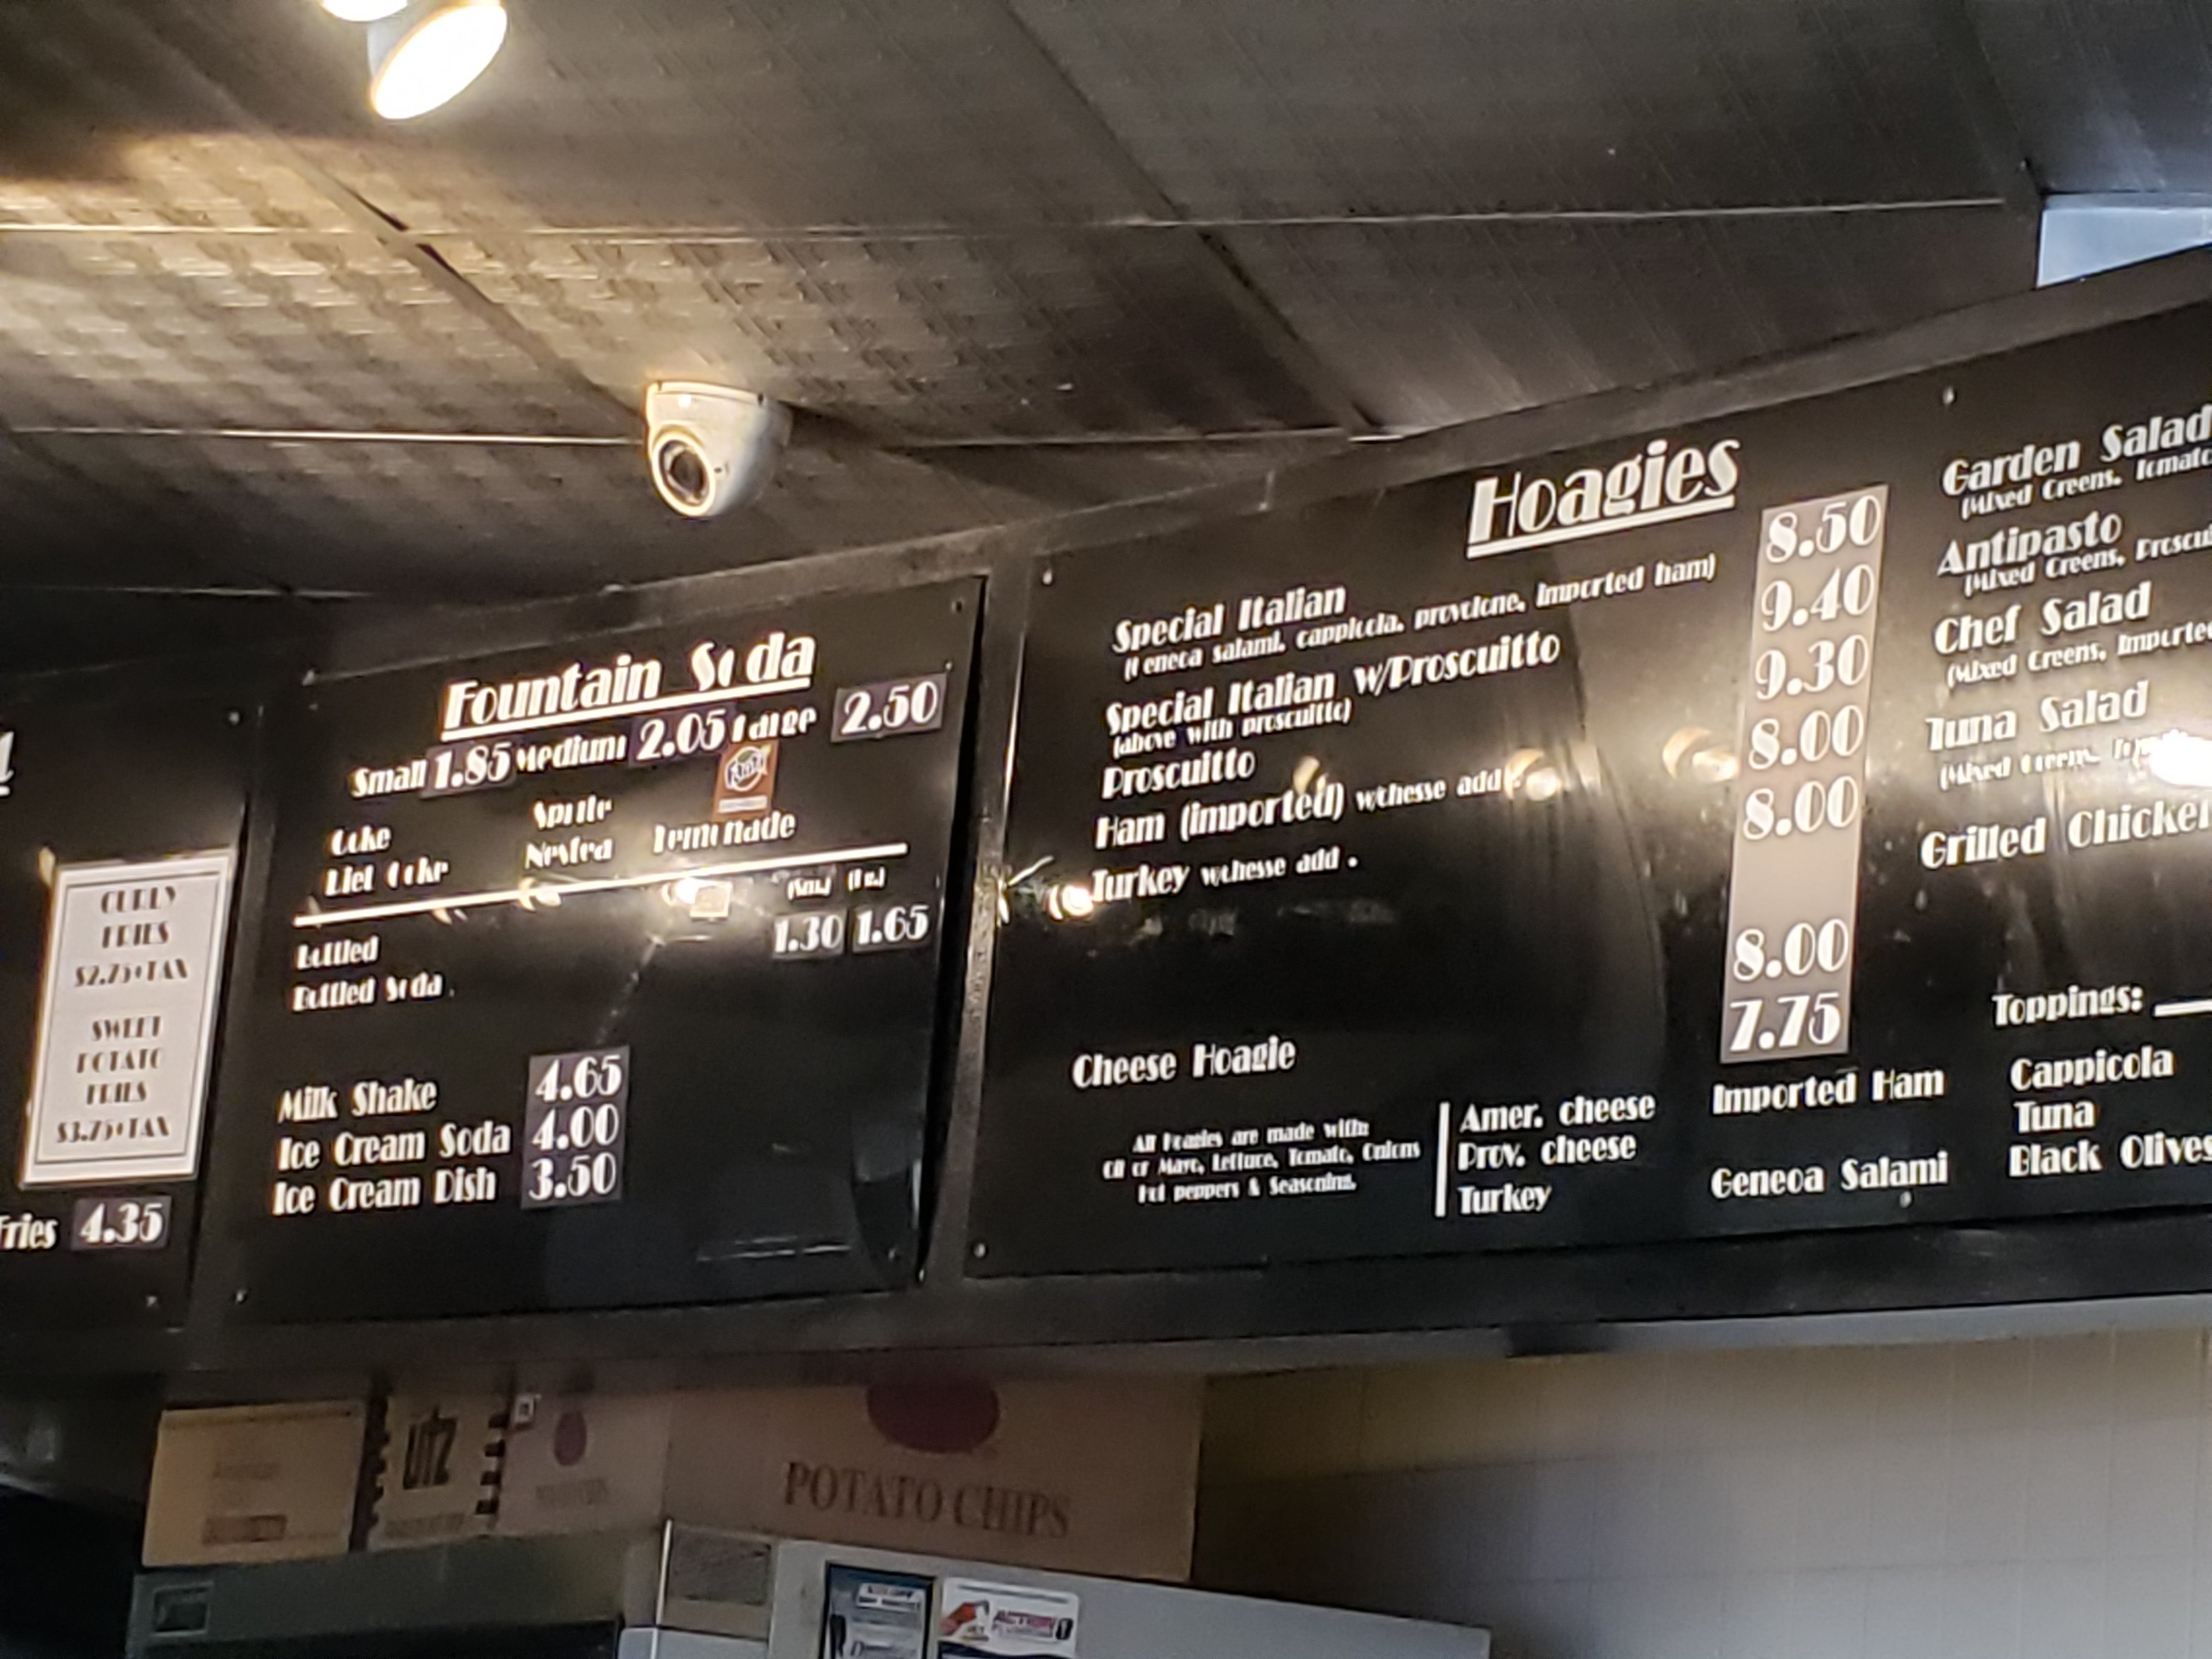 CURLY
FRIES
$2.75+TAX
SWEET
POTATO
FRIES
$3.75+TAX
Fries 4.35
Fountain Soda
Small 1.85 Medium 2.05 Large 2.50
Coke Sprite
Diet Coke Nestea Lemonade
(Sm.) (Lg.)
Bottled 1.30 1.65
Bottled Soda
Milk Shake 4.65
Ice Cream Soda 4.00
Ice Cream Dish 3.50
Hoagies
Special Italian 8.50
(Geneoa salami, cappicola, provolone, imported ham)
Special Italian w/Proscuitto 9.40
(above with proscuitto)
Proscuitto 9.30
Ham (imported) w/chesse add . 8.00
Turkey w/chesse add . 8.00
8.00
Cheese Hoagie 7.75
All Hoagies are made with:
Oil or Mayo, Lettuce, Tomato, Onions
Hot peppers & Seasoning.
Amer. cheese
Prov. cheese
Turkey
Imported Ham
Geneoa Salami
Garden Salad
(Mixed Greens,
Antipasto
(Mixed Greens,
Chef Salad
(Mixed Greens,
Tuna Salad
(Mixed Greens,
Grilled
Toppings:
Cappicola
Tuna
Black Olives
utz
POTATO CHIPS